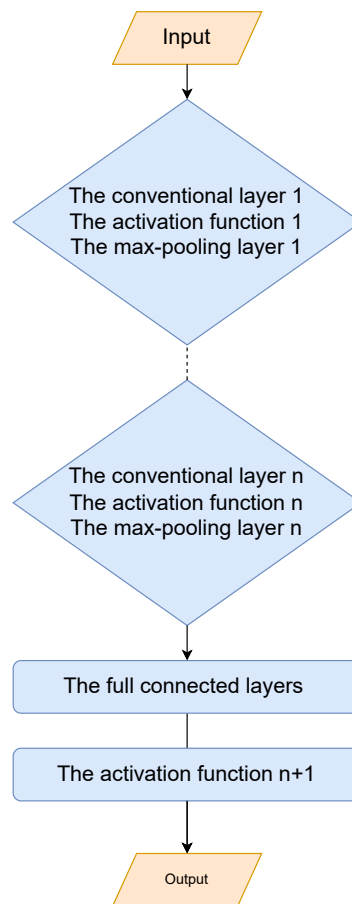 Input
The conventional layer 1
The activation function 1
The max-pooling layer 1
The conventional layer n
The activation function n
The max-pooling layer n
The full connected layers
The activation function n+1
Output